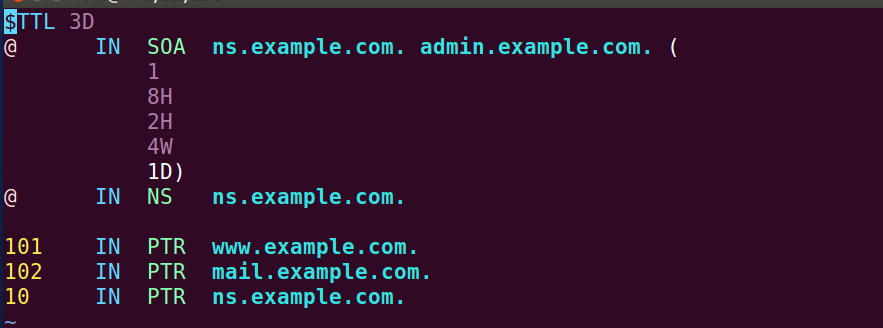 $TTL 3D
@ IN SOA ns.example.com. admin.example.com. (
1
8H
2H
4W
1D)
@ IN NS ns.example.com.
101 IN PTR www.example.com.
102 IN PTR mail.example.com.
10 IN PTR ns.example.com.
~